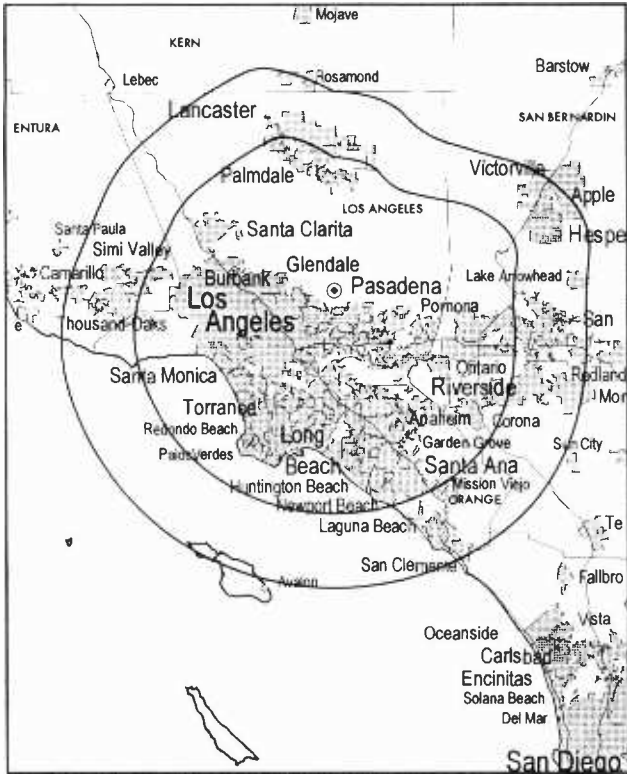 Mojave
KERN
Lebec
Rosamond
Barstow
Lancaster
ENTURA
SAN BERNARDIN
Palmdale
Victorville
Apple
LOS ANGELES
Santa Paula
Santa Clarita
Hespe
Simi Valley
Camarillo
Burbank
Glendale
Lake Arrowhead
Pasadena
Los
Angeles
Pomona
San
e
housand Oaks
Ontario
Santa Monica
Riverside
Redland
Mor
Torrance
Anaheim
Corona
Redondo Beach
Long
Beach
Garden Grove
Sun City
Palos Verdes
Santa Ana
Huntington Beach
Mission Viejo
Newport Beach
ORANGE
Laguna Beach
Te
San Clemente
Avalon
Fallbro
Vista
Oceanside
Carlsbad
Encinitas
Solana Beach
Del Mar
San Diego